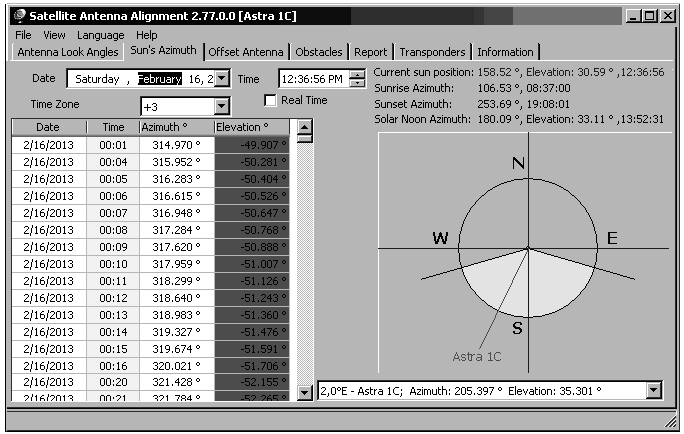 Satellite Antenna Alignment 2.77.0.0 [Astra 1C]
File View Language Help
Antenna Look Angles Sun's Azimuth Offset Antenna Obstacles Report Transponders Information
Date Saturday , February 16, 2 Time 12:36:56 PM
Time Zone +3 Real Time
Current sun position: 158.52 °, Elevation: 30.59 °,12:36:56
Sunrise Azimuth: 106.53 °, 08:37:00
Sunset Azimuth: 253.69 °, 19:08:01
Solar Noon Azimuth: 180.09 °, Elevation: 33.11 °,13:52:31
Date Time Azimuth ° Elevation °
2/16/2013 00:01 314.970 ° -49.907 °
2/16/2013 00:04 315.952 ° -50.281 °
2/16/2013 00:05 316.283 ° -50.404 °
2/16/2013 00:06 316.615 ° -50.526 °
2/16/2013 00:07 316.948 ° -50.647 °
2/16/2013 00:08 317.284 ° -50.768 °
2/16/2013 00:09 317.620 ° -50.888 °
2/16/2013 00:10 317.959 ° -51.007 °
2/16/2013 00:11 318.299 ° -51.126 °
2/16/2013 00:12 318.640 ° -51.243 °
2/16/2013 00:13 318.983 ° -51.360 °
2/16/2013 00:14 319.327 ° -51.476 °
2/16/2013 00:15 319.674 ° -51.591 °
2/16/2013 00:16 320.021 ° -51.706 °
2/16/2013 00:20 321.428 ° -52.155 °
2/16/2013 00:21 321.784 ° -52.265 °
N
W E
S
Astra 1C
2,0°E - Astra 1C; Azimuth: 205.397 ° Elevation: 35.301 °